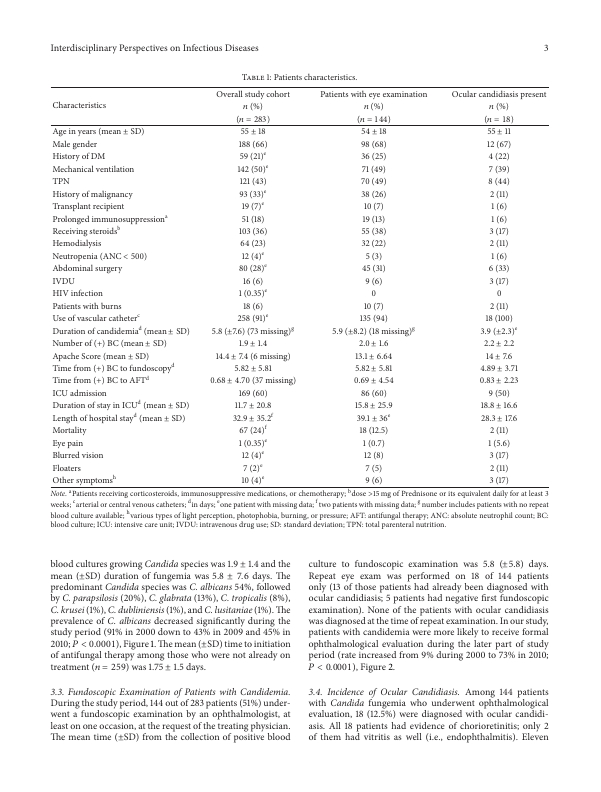 Interdisciplinary Perspectives on Infectious Diseases 3
Table 1: Patients characteristics.
Characteristics Overall study cohort n (%) (n = 283) Patients with eye examination n (%) (n = 144) Ocular candidiasis present n (%) (n = 18)
Age in years (mean ± SD) 55 ± 18 54 ± 18 55 ± 11
Male gender 188 (66) 98 (68) 12 (67)
History of DM 59 (21)e 36 (25) 4 (22)
Mechanical ventilation 142 (50)e 71 (49) 7 (39)
TPN 121 (43) 70 (49) 8 (44)
History of malignancy 93 (33)e 38 (26) 2 (11)
Transplant recipient 19 (7)e 10 (7) 1 (6)
Prolonged immunosuppressiona 51 (18) 19 (13) 1 (6)
Receiving steroidsb 103 (36) 55 (38) 3 (17)
Hemodialysis 64 (23) 32 (22) 2 (11)
Neutropenia (ANC < 500) 12 (4)e 5 (3) 1 (6)
Abdominal surgery 80 (28)e 45 (31) 6 (33)
IVDU 16 (6) 9 (6) 3 (17)
HIV infection 1 (0.35)e 0 0
Patients with burns 18 (6) 10 (7) 2 (11)
Use of vascular catheterc 258 (91)e 135 (94) 18 (100)
Duration of candidemiad (mean ± SD) 5.8 (±7.6) (73 missing)g 5.9 (±8.2) (18 missing)g 3.9 (±2.3)e
Number of (+) BC (mean ± SD) 1.9 ± 1.4 2.0 ± 1.6 2.2 ± 2.2
Apache Score (mean ± SD) 14.4 ± 7.4 (6 missing) 13.1 ± 6.64 14 ± 7.6
Time from (+) BC to fundoscopyd 5.82 ± 5.81 5.82 ± 5.81 4.89 ± 3.71
Time from (+) BC to AFTd 0.68 ± 4.70 (37 missing) 0.69 ± 4.54 0.83 ± 2.23
ICU admission 169 (60) 86 (60) 9 (50)
Duration of stay in ICUd (mean ± SD) 11.7 ± 20.8 15.8 ± 25.9 18.8 ± 16.6
Length of hospital stayd (mean ± SD) 32.9 ± 35.2f 39.1 ± 36e 28.3 ± 17.6
Mortality 67 (24)f 18 (12.5) 2 (11)
Eye pain 1 (0.35)e 1 (0.7) 1 (5.6)
Blurred vision 12 (4)e 12 (8) 3 (17)
Floaters 7 (2)e 7 (5) 2 (11)
Other symptomsh 10 (4)e 9 (6) 3 (17)
Note. aPatients receiving corticosteroids, immunosuppressive medications, or chemotherapy; bdose >15 mg of Prednisone or its equivalent daily for at least 3
weeks; carterial or central venous catheters; din days; eone patient with missing data; ftwo patients with missing data; gnumber includes patients with no repeat
blood culture available; hvarious types of light perception, photophobia, burning, or pressure; AFT: antifungal therapy; ANC: absolute neutrophil count; BC:
blood culture; ICU: intensive care unit; IVDU: intravenous drug use; SD: standard deviation; TPN: total parenteral nutrition.
blood cultures growing Candida species was 1.9 ± 1.4 and the
mean (±SD) duration of fungemia was 5.8 ± 7.6 days. The
predominant Candida species was C. albicans 54%, followed
by C. parapsilosis (20%), C. glabrata (13%), C. tropicalis (8%),
C. krusei (1%), C. dubliniensis (1%), and C. lusitaniae (1%). The
prevalence of C. albicans decreased significantly during the
study period (91% in 2000 down to 43% in 2009 and 45% in
2010; P < 0.0001), Figure 1. The mean (±SD) time to initiation
of antifungal therapy among those who were not already on
treatment (n = 259) was 1.75 ± 1.5 days.
3.3. Fundoscopic Examination of Patients with Candidemia.
During the study period, 144 out of 283 patients (51%) under-
went a fundoscopic examination by an ophthalmologist, at
least on one occasion, at the request of the treating physician.
The mean time (±SD) from the collection of positive blood
culture to fundoscopic examination was 5.8 (±5.8) days.
Repeat eye exam was performed on 18 of 144 patients
only (13 of those patients had already been diagnosed with
ocular candidiasis; 5 patients had negative first fundoscopic
examination). None of the patients with ocular candidiasis
was diagnosed at the time of repeat examination. In our study,
patients with candidemia were more likely to receive formal
ophthalmological evaluation during the later part of study
period (rate increased from 9% during 2000 to 73% in 2010;
P < 0.0001), Figure 2.
3.4. Incidence of Ocular Candidiasis. Among 144 patients
with Candida fungemia who underwent ophthalmological
evaluation, 18 (12.5%) were diagnosed with ocular candidi-
asis. All 18 patients had evidence of chorioretinitis; only 2
of them had vitritis as well (i.e., endophthalmitis). Eleven